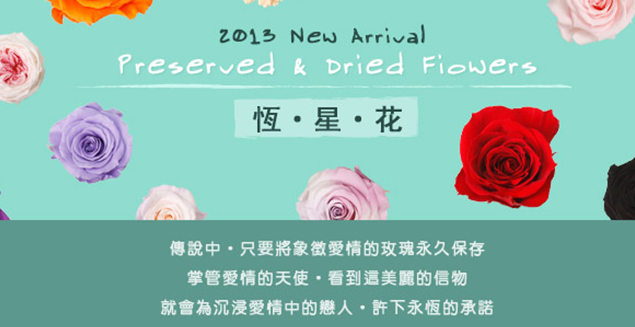 2013 New Arrival
Preserved & Dried Flowers
恆・星・花
傳說中・只要將象徵愛情的玫瑰永久保存
掌管愛情的天使・看到這美麗的信物
就會為沉浸愛情中的戀人・許下永恆的承諾